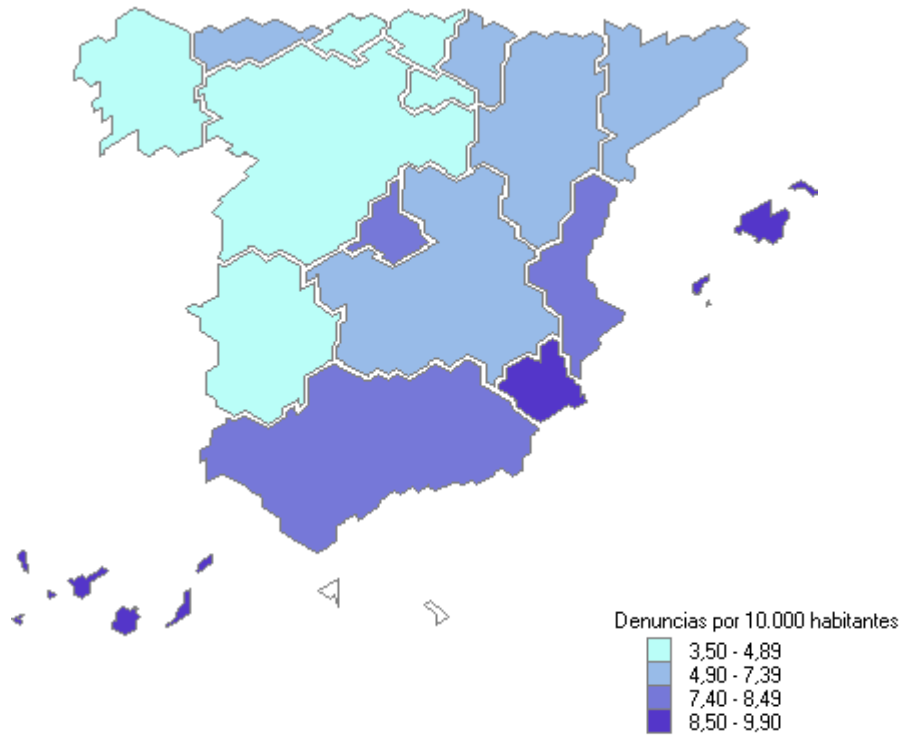 Denuncias por 10.000 habitantes
3,50 - 4,89
4,90 - 7,39
7,40 - 8,49
8,50 - 9,90